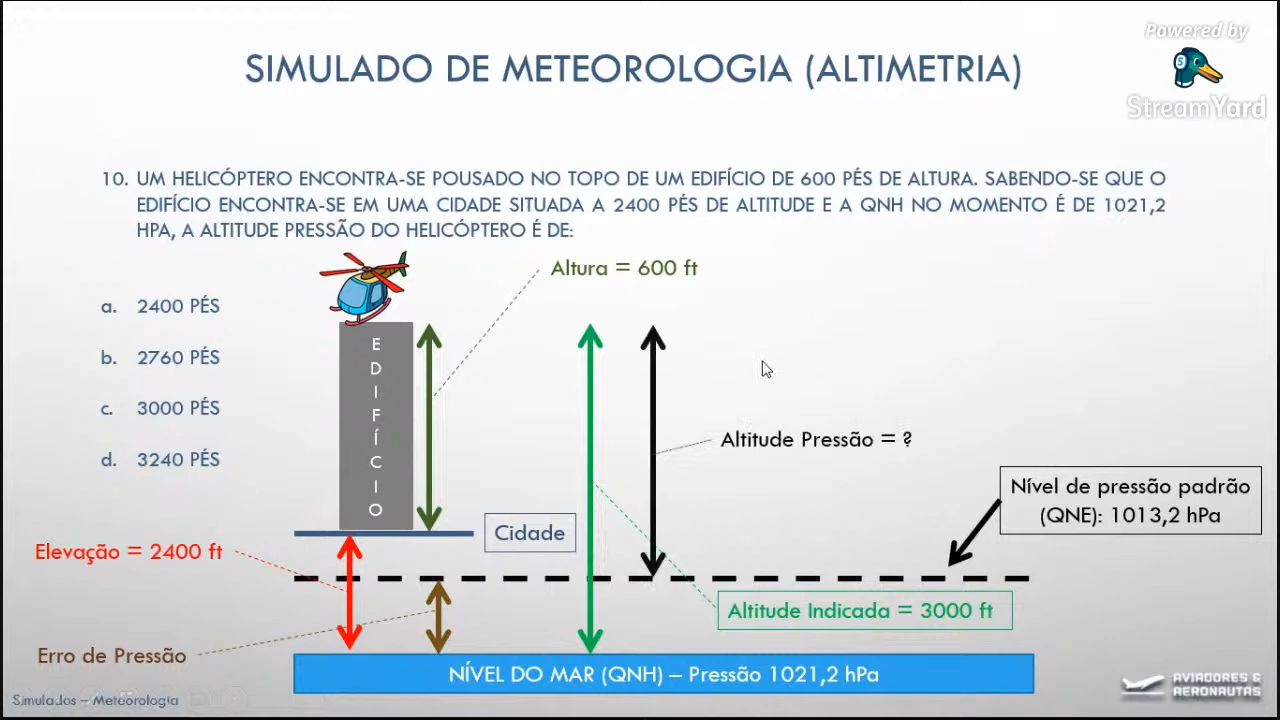 Powered by
StreamYard
SIMULADO DE METEOROLOGIA (ALTIMETRIA)
10. UM HELICÓPTERO ENCONTRA-SE POUSADO NO TOPO DE UM EDIFÍCIO DE 600 PÉS DE ALTURA. SABENDO-SE QUE O
EDIFÍCIO ENCONTRA-SE EM UMA CIDADE SITUADA A 2400 PÉS DE ALTITUDE E A QNH NO MOMENTO É DE 1021,2
HPA, A ALTITUDE PRESSÃO DO HELICÓPTERO É DE:
a. 2400 PÉS
b. 2760 PÉS
c. 3000 PÉS
d. 3240 PÉS
EDIFÍCIO
Altura = 600 ft
Altitude Pressão = ?
Nível de pressão padrão
(QNE): 1013,2 hPa
Cidade
Elevação = 2400 ft
Altitude Indicada = 3000 ft
Erro de Pressão
NÍVEL DO MAR (QNH) – Pressão 1021,2 hPa
Simulados – Meteorologia
AVIADORES &
AERONAUTAS